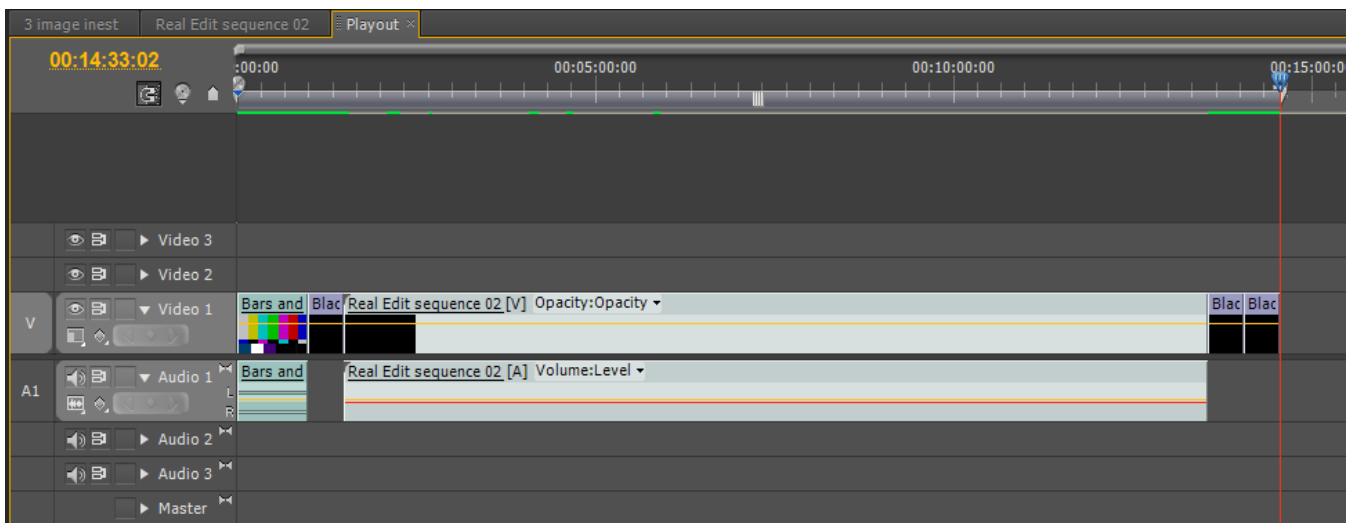 3 image inest Real Edit sequence 02 Playout ×
00:14:33:02
:00:00 00:05:00:00 00:10:00:00 00:15:00:0
Video 3
Video 2
V Video 1 Bars and Blac Real Edit sequence 02 [V] Opacity:Opacity Blac Blac
A1 Audio 1 L R Bars and Real Edit sequence 02 [A] Volume:Level
Audio 2
Audio 3
Master